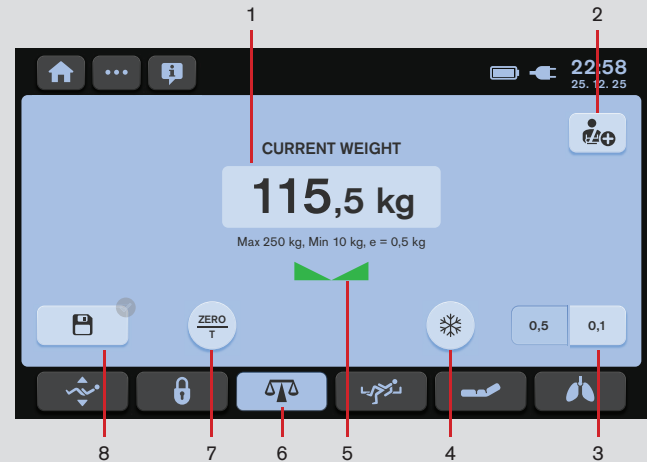 1 2
22:58
25. 12. 25
CURRENT WEIGHT
115,5 kg
Max 250 kg, Min 10 kg, e = 0,5 kg
ZERO
T
0,5 0,1
8 7 6 5 4 3